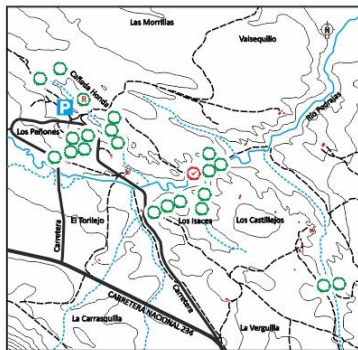 Las Morrillas
Valsequillo
N
Cañada Honda
R
P
Río Pedrajas
Los Peñones
El Torilejo
Los Isaces
Los Castillejos
Carretera
Carretera
CARRETERA NACIONAL 234
La Carrasquilla
La Verguilla